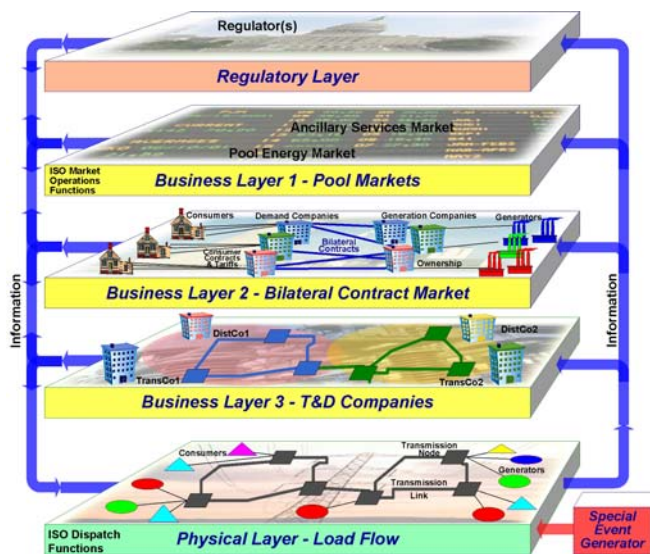 Regulator(s)
Regulatory Layer
Ancillary Services Market
Pool Energy Market
ISO Market
Operations
Functions
Business Layer 1 - Pool Markets
Consumers
Demand Companies
Generation Companies
Generators
Bilateral
Contracts
Consumer
Contracts
& Tariffs
Ownership
Business Layer 2 - Bilateral Contract Market
Information
Information
DistCo1
DistCo2
TransCo1
TransCo2
Business Layer 3 - T&D Companies
Consumers
Transmission
Node
Generators
Transmission
Link
ISO Dispatch
Functions
Physical Layer - Load Flow
Special
Event
Generator